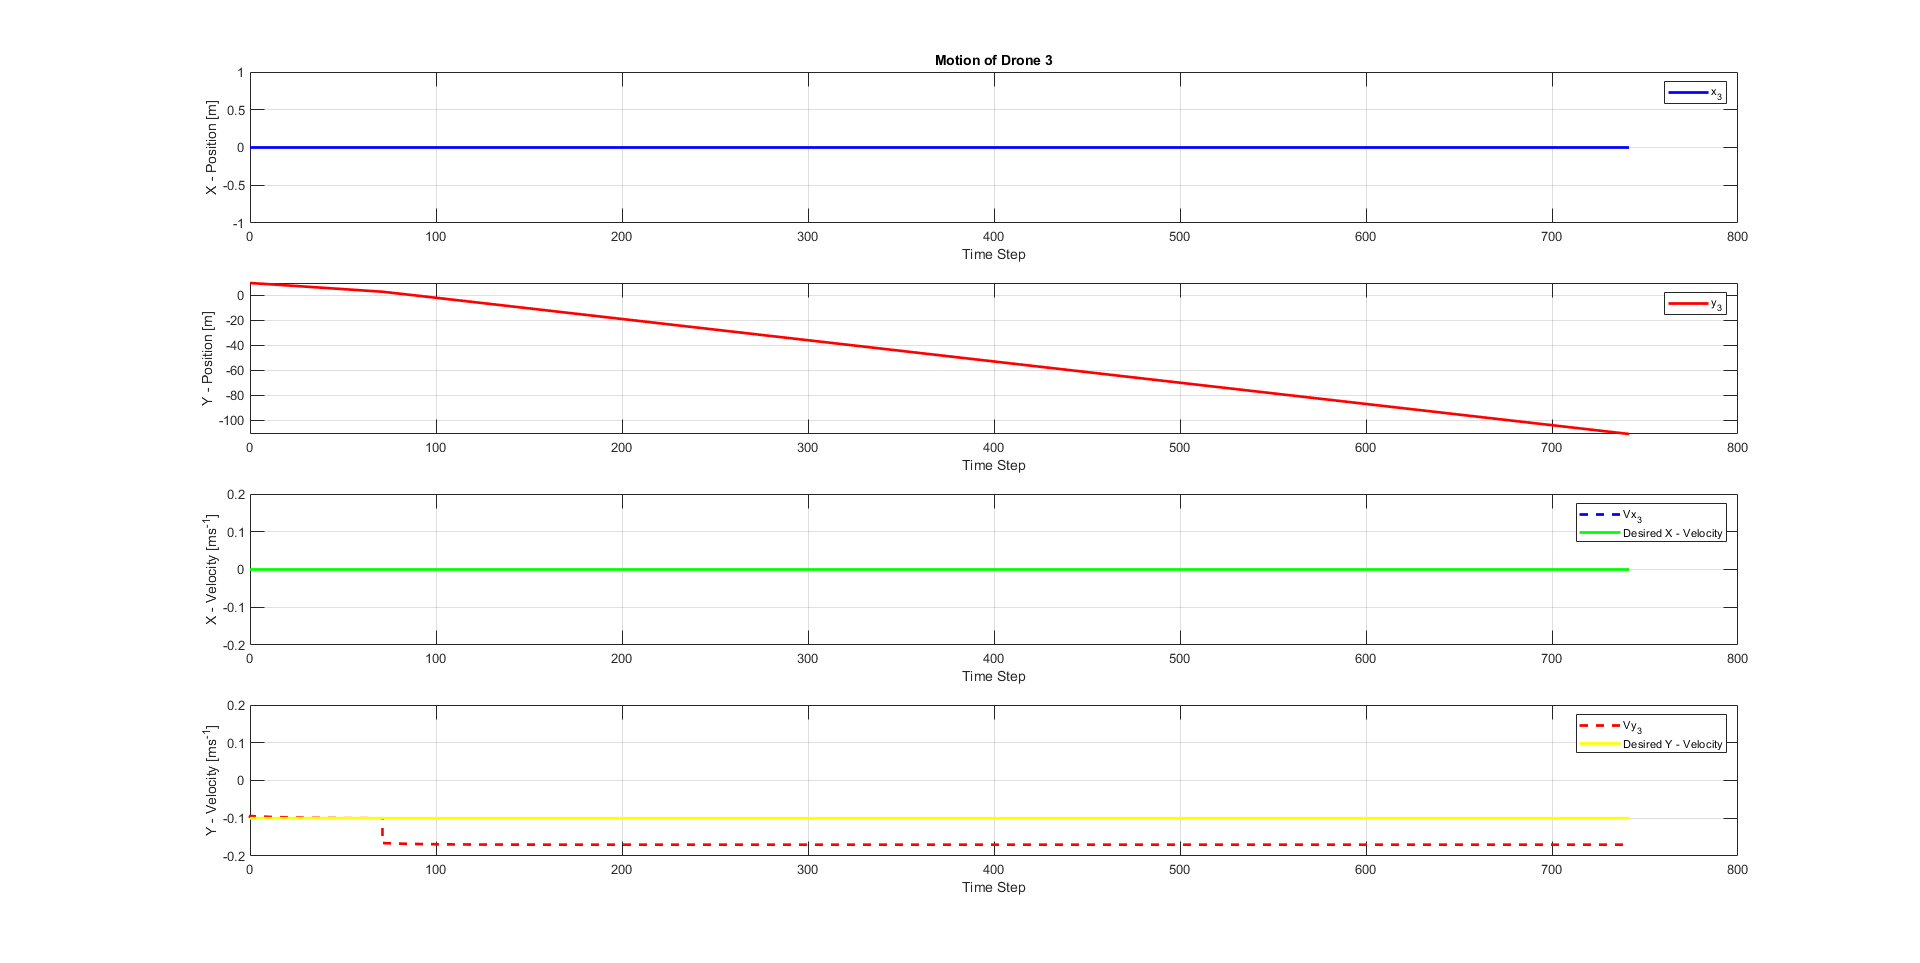 Motion of Drone 3
X - Position [m]
1
0.5
0
-0.5
-1
x3
0 100 200 300 400 500 600 700 800
Time Step
Y - Position [m]
0
-20
-40
-60
-80
-100
y3
0 100 200 300 400 500 600 700 800
Time Step
X - Velocity [ms-1]
0.2
0.1
0
-0.1
-0.2
Vx3
Desired X - Velocity
0 100 200 300 400 500 600 700 800
Time Step
Y - Velocity [ms-1]
0.2
0.1
0
-0.1
-0.2
Vy3
Desired Y - Velocity
0 100 200 300 400 500 600 700 800
Time Step